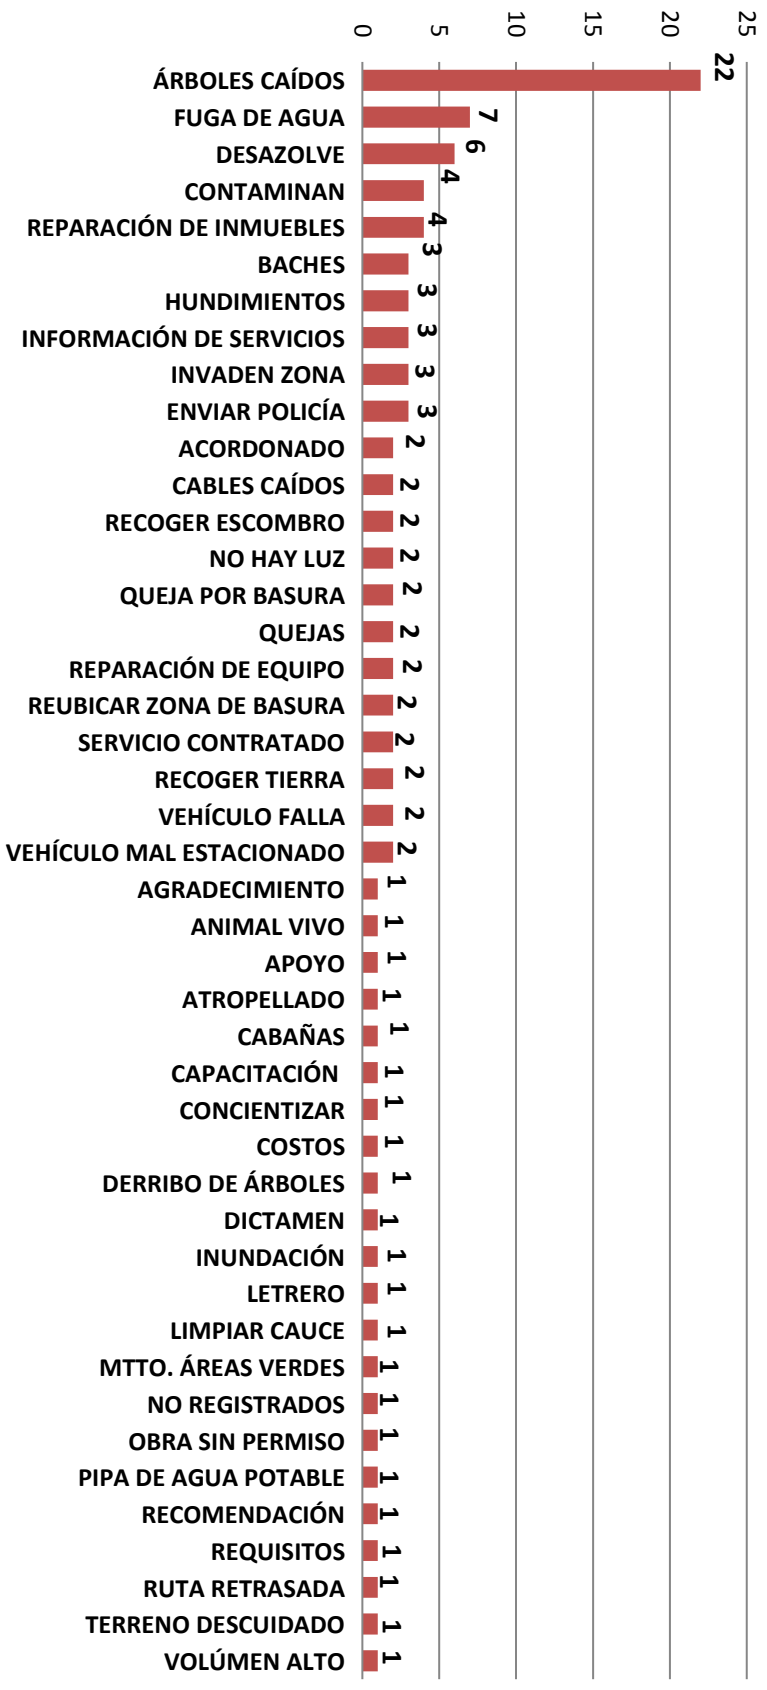 0 5 10 15 20 25
ÁRBOLES CAÍDOS 22
FUGA DE AGUA 7
DESAZOLVE 6
CONTAMINAN 4
REPARACIÓN DE INMUEBLES 4
BACHES 3
HUNDIMIENTOS 3
INFORMACIÓN DE SERVICIOS 3
INVADEN ZONA 3
ENVIAR POLICÍA 3
ACORDONADO 2
CABLES CAÍDOS 2
RECOGER ESCOMBRO 2
NO HAY LUZ 2
QUEJA POR BASURA 2
QUEJAS 2
REPARACIÓN DE EQUIPO 2
REUBICAR ZONA DE BASURA 2
SERVICIO CONTRATADO 2
RECOGER TIERRA 2
VEHÍCULO FALLA 2
VEHÍCULO MAL ESTACIONADO 2
AGRADECIMIENTO 1
ANIMAL VIVO 1
APOYO 1
ATROPELLADO 1
CABAÑAS 1
CAPACITACIÓN 1
CONCIENTIZAR 1
COSTOS 1
DERRIBO DE ÁRBOLES 1
DICTAMEN 1
INUNDACIÓN 1
LETRERO 1
LIMPIAR CAUCE 1
MTTO. ÁREAS VERDES 1
NO REGISTRADOS 1
OBRA SIN PERMISO 1
PIPA DE AGUA POTABLE 1
RECOMENDACIÓN 1
REQUISITOS 1
RUTA RETRASADA 1
TERRENO DESCUIDADO 1
VOLÚMEN ALTO 1